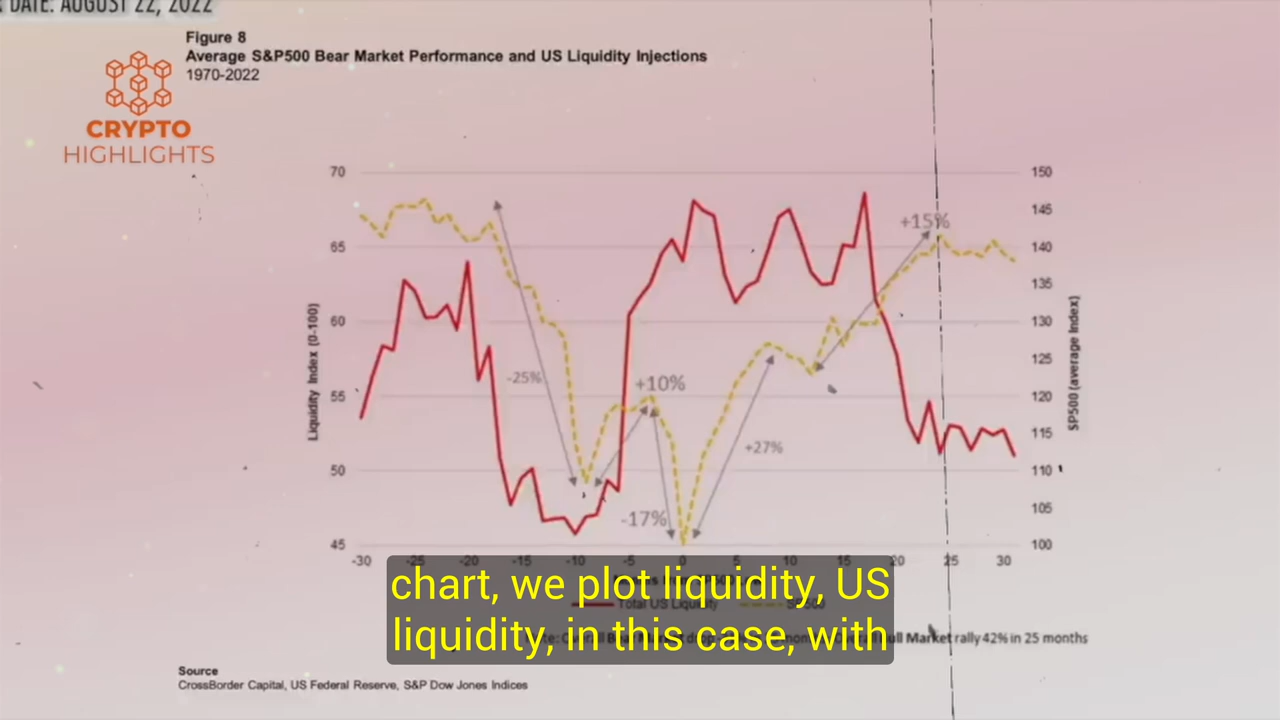 DATE: AUGUST 22, 2022
Figure 8
Average S&P500 Bear Market Performance and US Liquidity Injections
1970-2022
CRYPTO
HIGHLIGHTS
70
65
60
55
50
45
Liquidity Index (0-100)
150
145
140
135
130
125
120
115
110
105
100
SP500 (average Index)
-25%
+10%
-17%
+27%
+15%
-30
-25
-20
-15
-10
-5
0
5
10
15
20
25
30
Total US Liquidity
SP500
chart, we plot liquidity, US
liquidity, in this case, with
Market rally 42% in 25 months
Source
CrossBorder Capital, US Federal Reserve, S&P Dow Jones Indices